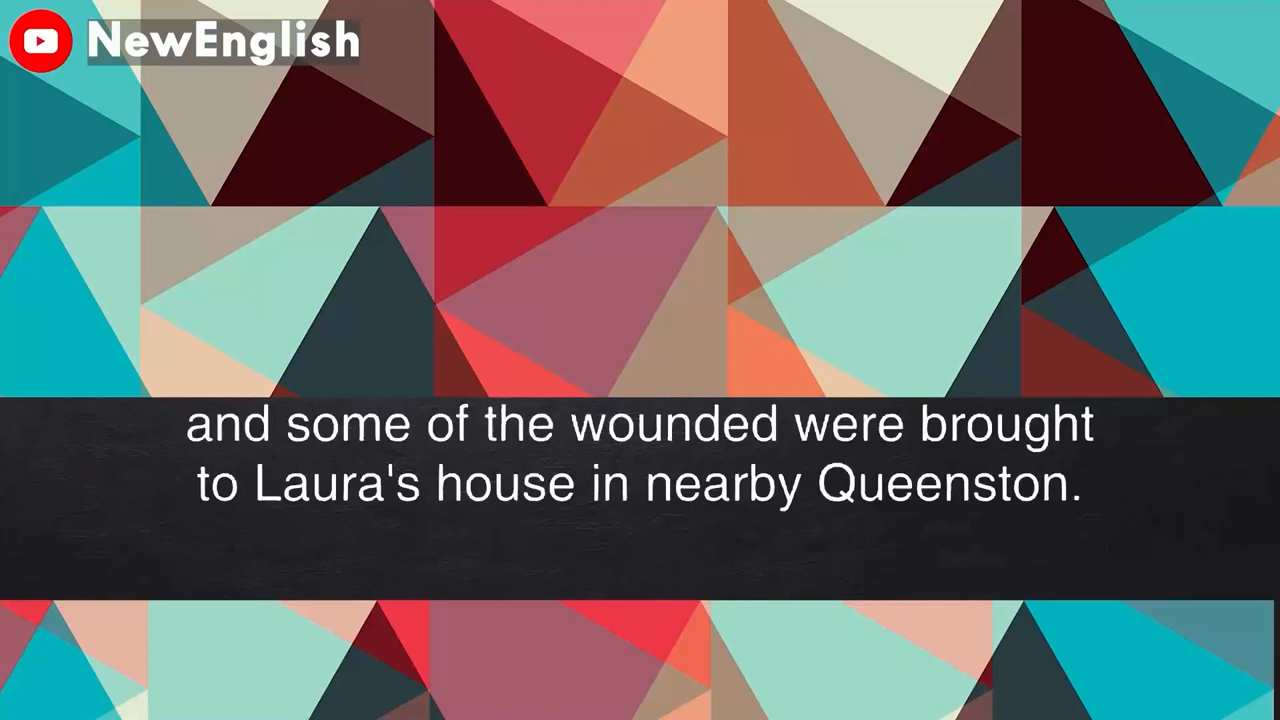 NewEnglish
and some of the wounded were brought
to Laura's house in nearby Queenston.